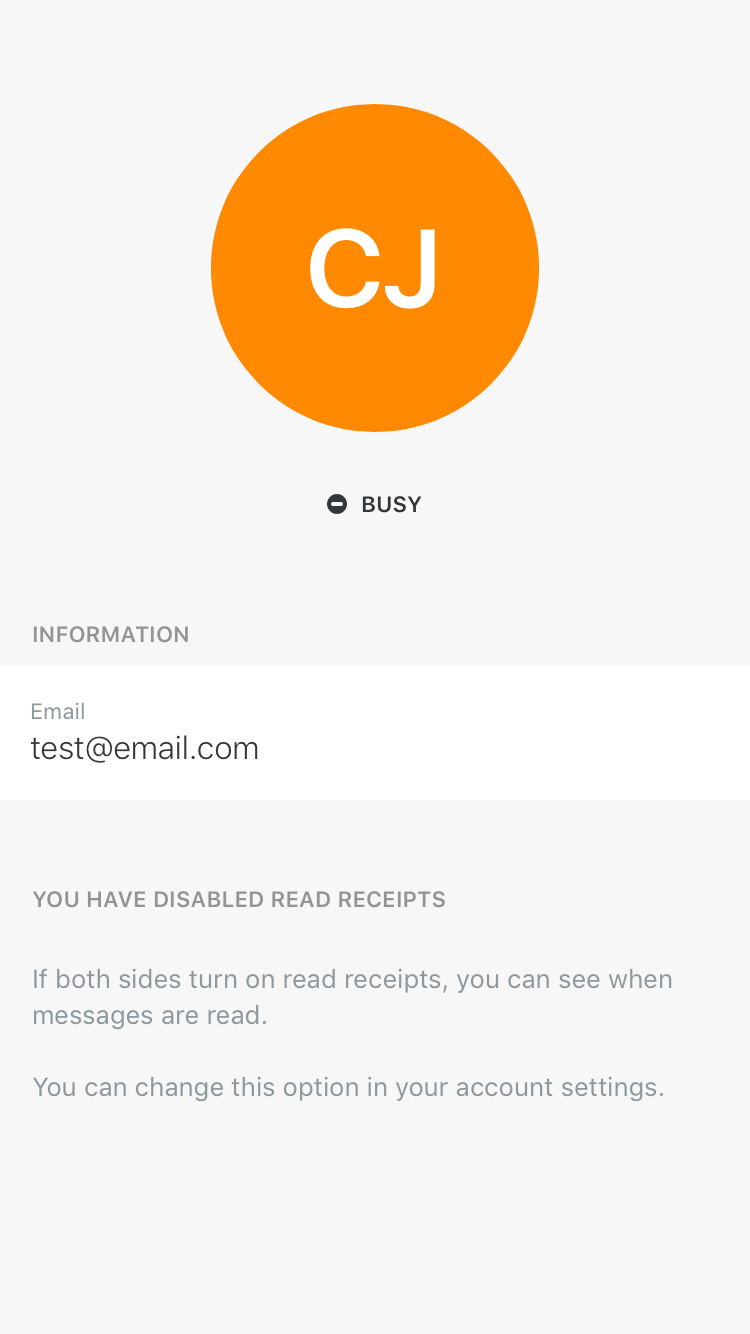 CJ
BUSY
INFORMATION
Email
test@email.com
YOU HAVE DISABLED READ RECEIPTS
If both sides turn on read receipts, you can see when
messages are read.
You can change this option in your account settings.